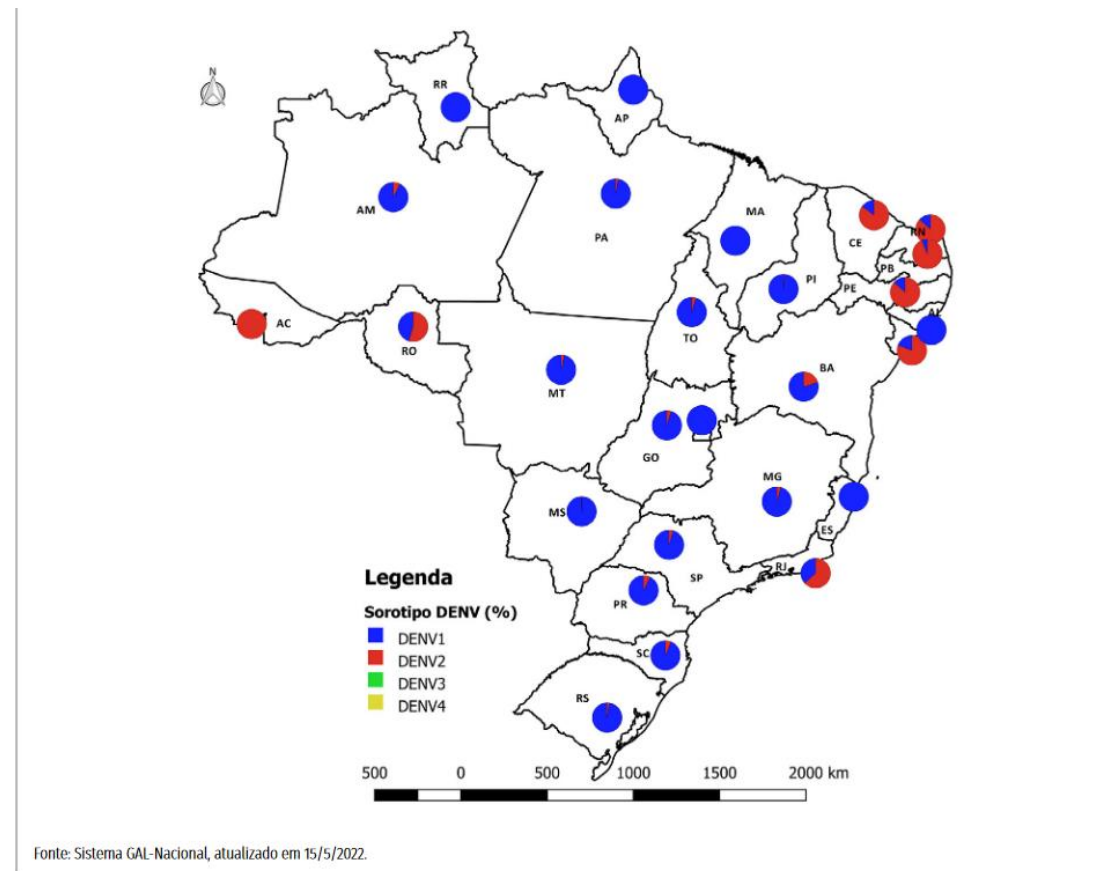 N
RR
AP
AM
PA
MA
CE
RN
PI
PB
PE
AL
AC
RO
TO
BA
MT
GO
MG
MS
ES
SP
RJ
PR
SC
RS
Legenda
Sorotipo DENV (%)
DENV1
DENV2
DENV3
DENV4
500 0 500 1000 1500 2000 km
Fonte: Sistema GAL-Nacional, atualizado em 15/5/2022.